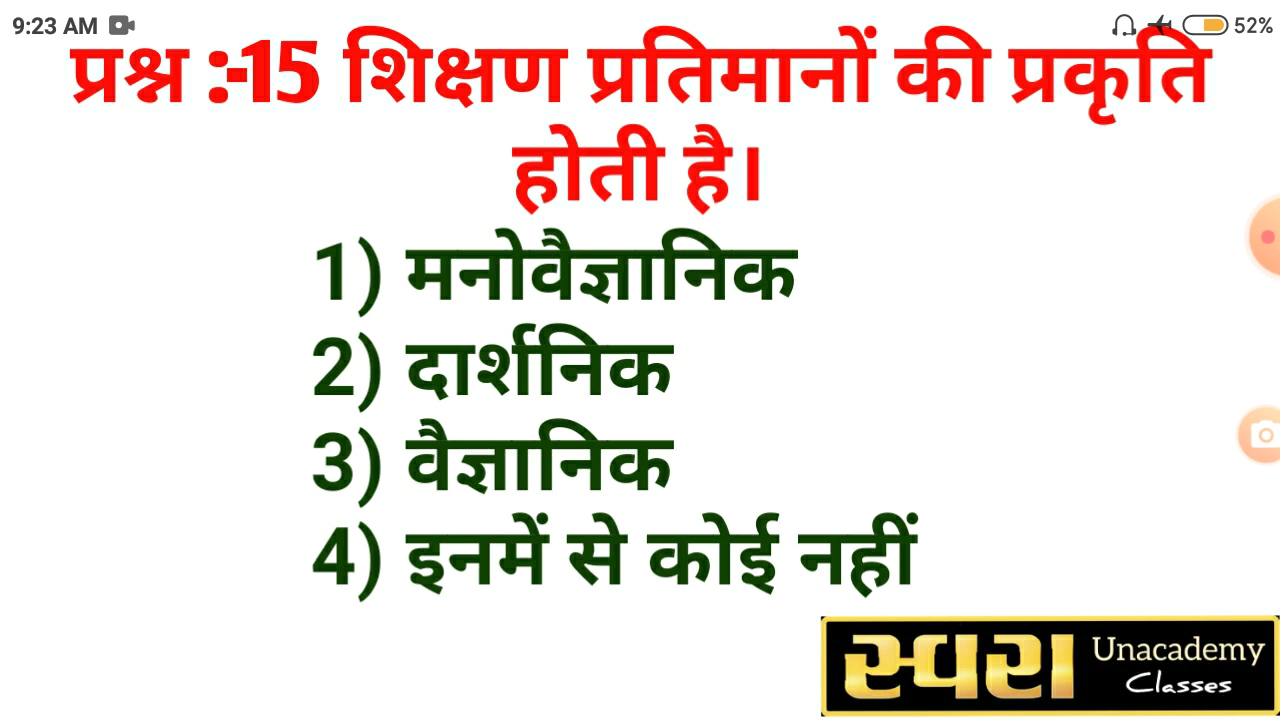 9:23 AM 52%
प्रश्न :-15 शिक्षण प्रतिमानों की प्रकृति
होती है।
1) मनोवैज्ञानिक
2) दार्शनिक
3) वैज्ञानिक
4) इनमें से कोई नहीं
स्वरा Unacademy
Classes